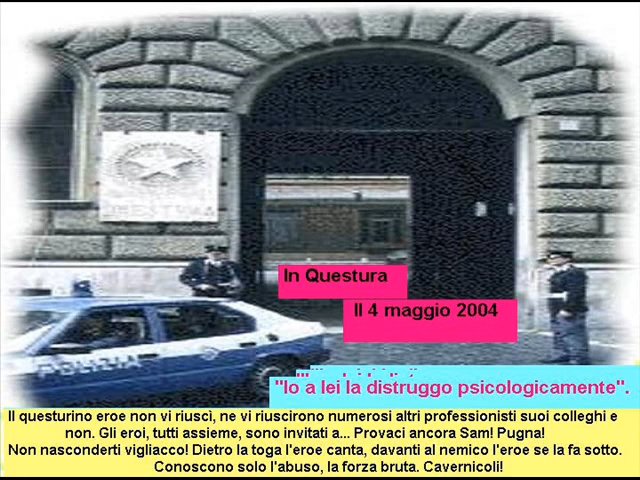 QUESTURA
In Questura
Il 4 maggio 2004
POLIZIA
"Io a lei la distruggo psicologicamente".
Il questurino eroe non vi riuscì, ne vi riuscirono numerosi altri professionisti suoi colleghi e
non. Gli eroi, tutti assieme, sono invitati a... Provaci ancora Sam! Pugna!
Non nasconderti vigliacco! Dietro la toga l'eroe canta, davanti al nemico l'eroe se la fa sotto.
Conoscono solo l'abuso, la forza bruta. Cavernicoli!